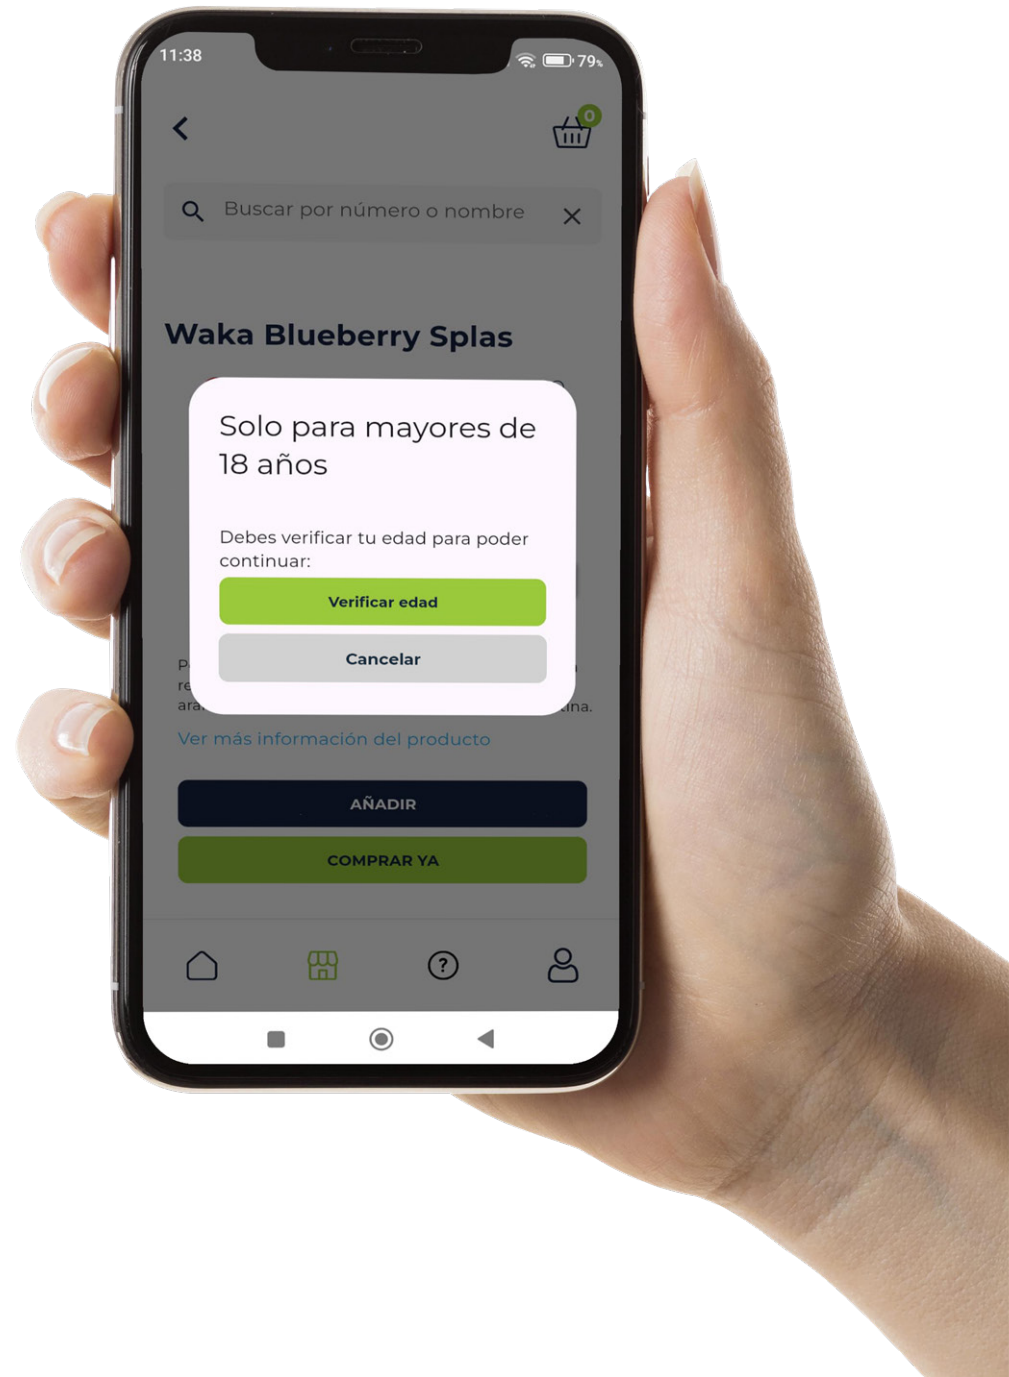 11:38
79%
0
Buscar por número o nombre
Waka Blueberry Splas
Solo para mayores de
18 años
Debes verificar tu edad para poder
continuar:
Verificar edad
Cancelar
Ver más información del producto
AÑADIR
COMPRAR YA
?